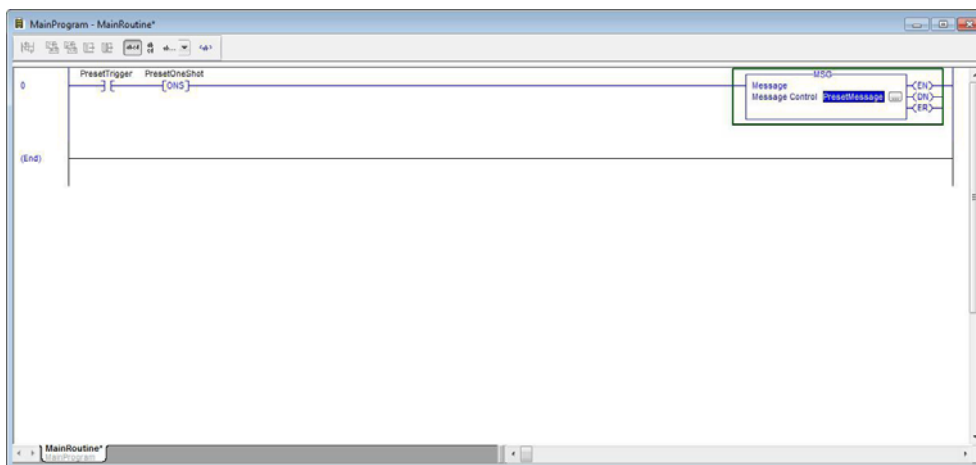 MainProgram - MainRoutine*
PresetTrigger PresetOneShot
MSG
0
ONS
Message
EN
Message Control PresetMessage ...
DN
ER
(End)
MainRoutine*
MainProgram